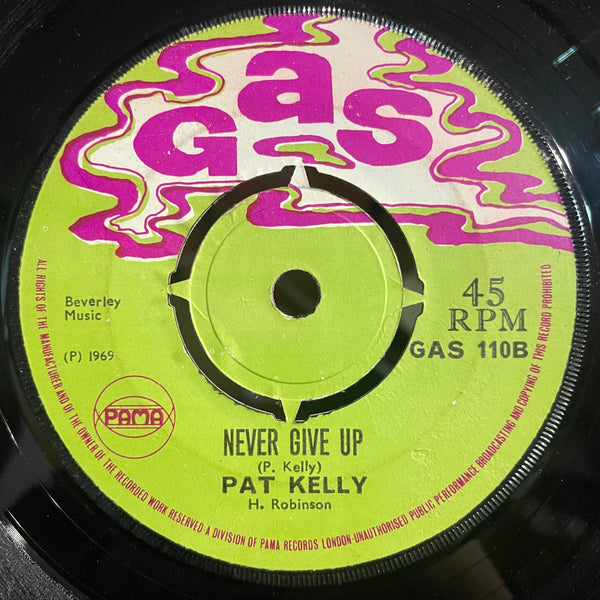 Gas
Beverley
Music
(P) 1969
45
RPM
GAS 110B
PAMA
NEVER GIVE UP
(P. Kelly)
PAT KELLY
H. Robinson
ALL RIGHTS OF THE MANUFACTURER AND OF THE OWNER OF THE RECORDED WORK RESERVED-A DIVISION OF PAMA RECORDS LONDON-UNAUTHORISED PUBLIC PERFORMANCE BROADCASTING AND COPYING OF THIS RECORD PROHIBITED